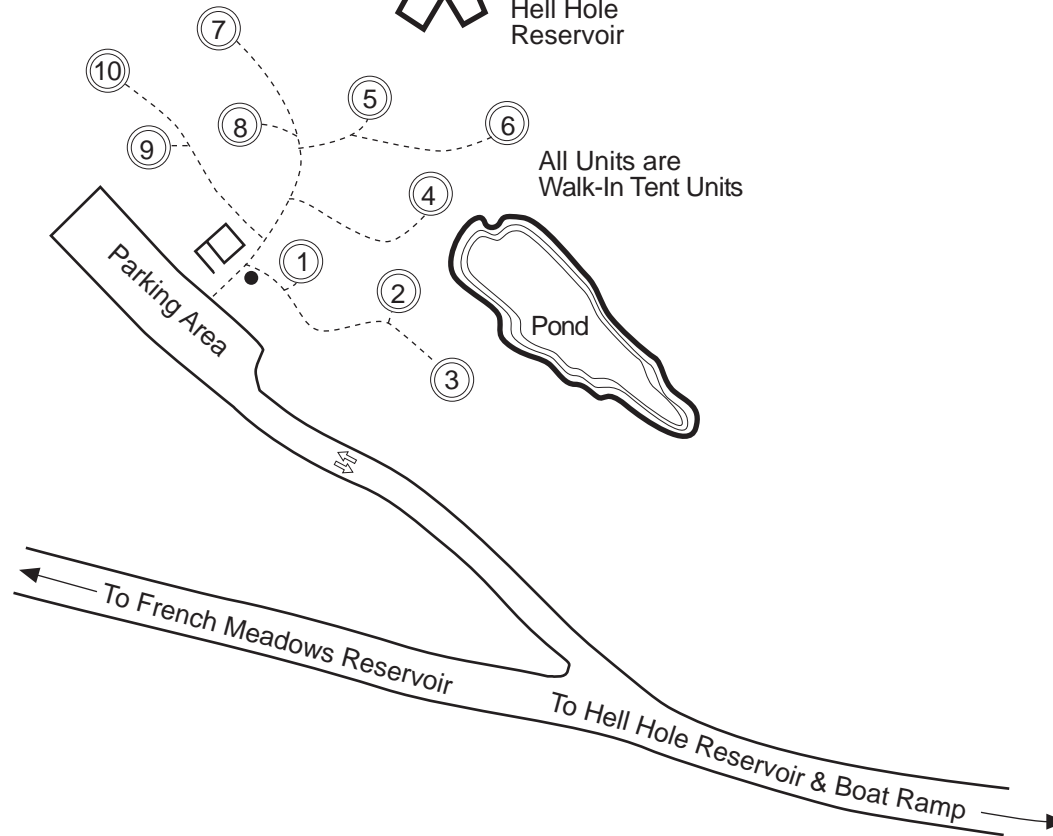 Hell Hole
Reservoir
7
10
5
8
6
9
All Units are
Walk-In Tent Units
4
1
2
Parking Area
Pond
3
To French Meadows Reservoir
To Hell Hole Reservoir & Boat Ramp